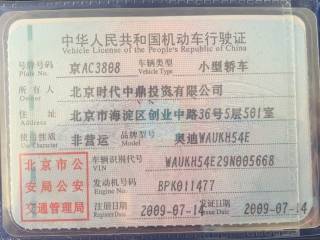 中华人民共和国机动车行驶证
Vehicle License of the People's Republic of China
号牌号码 京AC3808 车辆类型 小型轿车
Plate No. Vehicle Type
所有人 北京时代中鼎投资有限公司
Owner
住址 北京市海淀区创业中路36号5层501室
Address
使用性质 非营运 品牌型号 奥迪WAUKH54E
Use Character Model
北京市公安局公安交通管理局
车辆识别代号 WAUKH54E29N005668
VIN
发动机号码 BPK011477
Engine No.
注册日期 2009-07-14 发证日期 2009-07-14
Register Date Issue Date